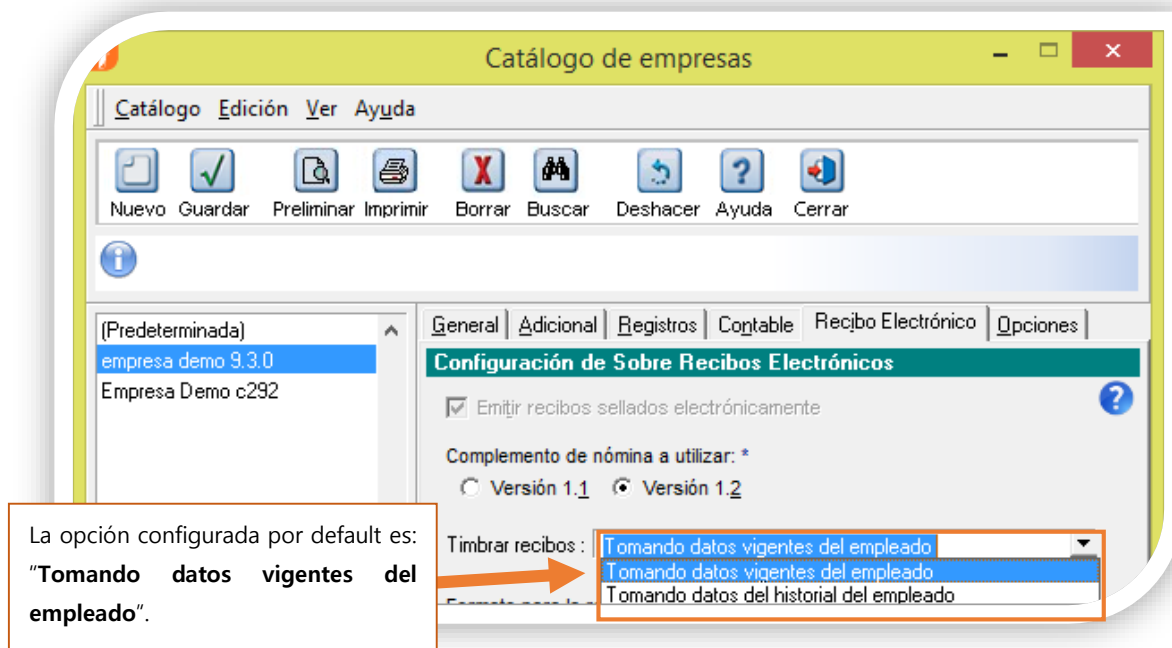 Catálogo de empresas
Catálogo Edición Ver Ayuda
Nuevo Guardar Preliminar Imprimir Borrar Buscar Deshacer Ayuda Cerrar
(Predeterminada)
empresa demo 9.3.0
Empresa Demo c292
General Adicional Registros Contable Recibo Electrónico Opciones
Configuración de Sobre Recibos Electrónicos
Emitir recibos sellados electrónicamente
Complemento de nómina a utilizar: *
Versión 1.1 Versión 1.2
Timbrar recibos : Tomando datos vigentes del empleado
Tomando datos vigentes del empleado
Tomando datos del historial del empleado
La opción configurada por default es:
"Tomando datos vigentes del
empleado".